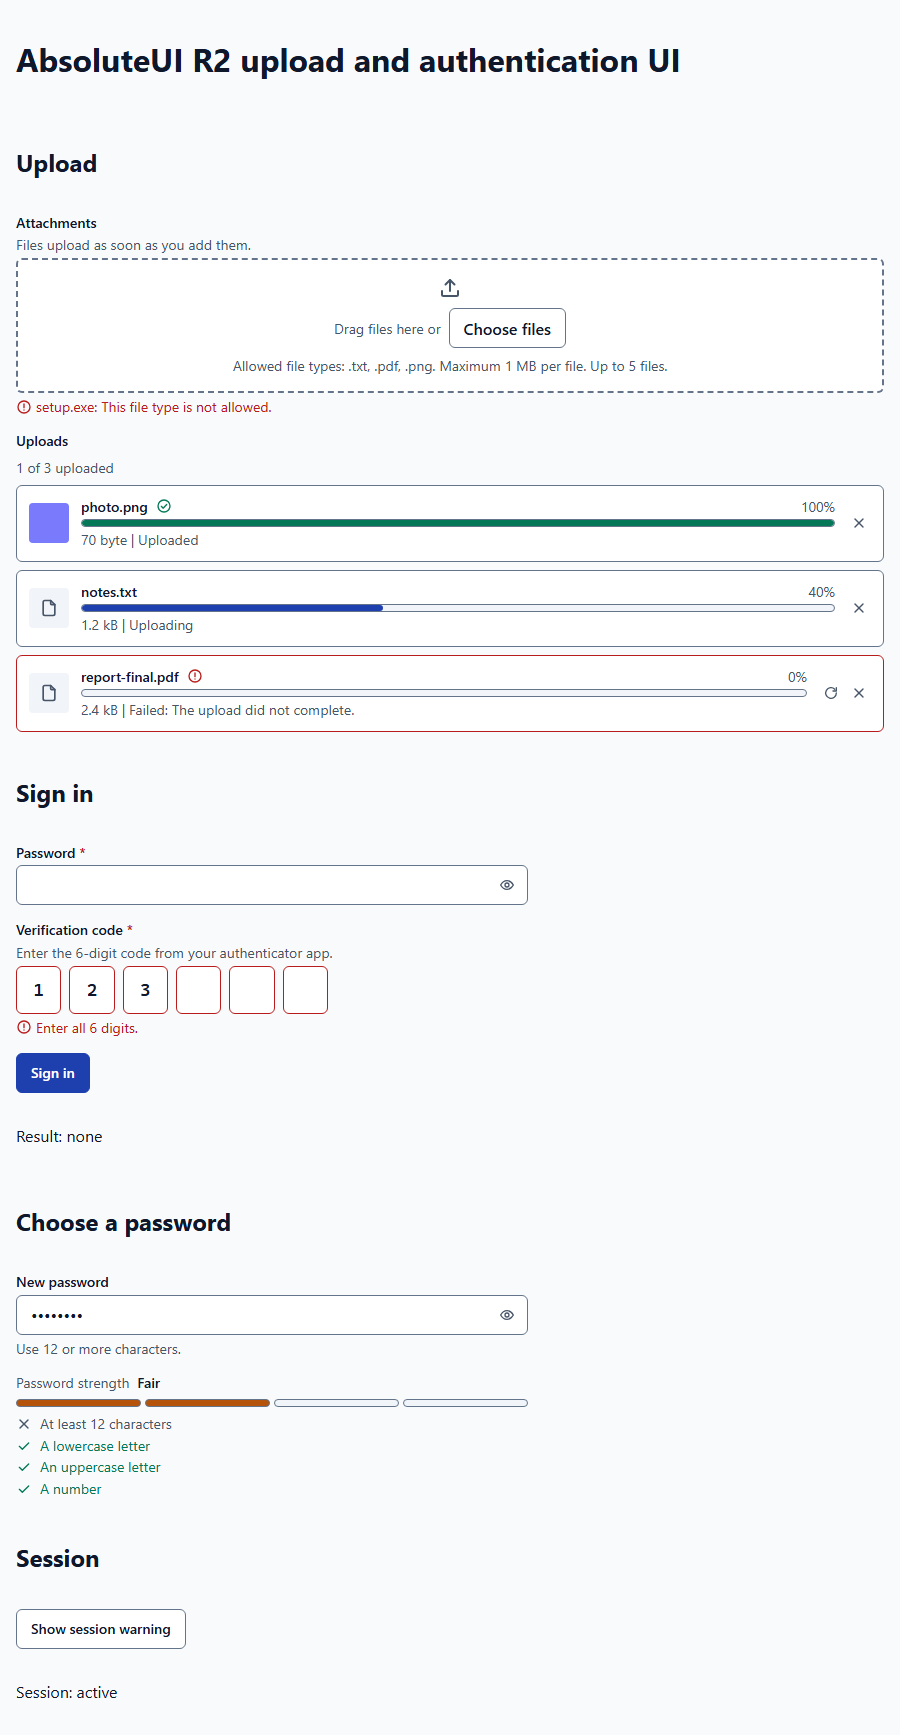 AbsoluteUI R2 upload and authentication UI
Upload
Attachments
Files upload as soon as you add them.
Drag files here or Choose files
Allowed file types: .txt, .pdf, .png. Maximum 1 MB per file. Up to 5 files.
setup.exe: This file type is not allowed.
Uploads
1 of 3 uploaded
photo.png 100%
70 byte | Uploaded
notes.txt 40%
1.2 kB | Uploading
report-final.pdf 0%
2.4 kB | Failed: The upload did not complete.
Sign in
Password *
Verification code *
Enter the 6-digit code from your authenticator app.
1 2 3
Enter all 6 digits.
Sign in
Result: none
Choose a password
New password
••••••••
Use 12 or more characters.
Password strength Fair
At least 12 characters
A lowercase letter
An uppercase letter
A number
Session
Show session warning
Session: active